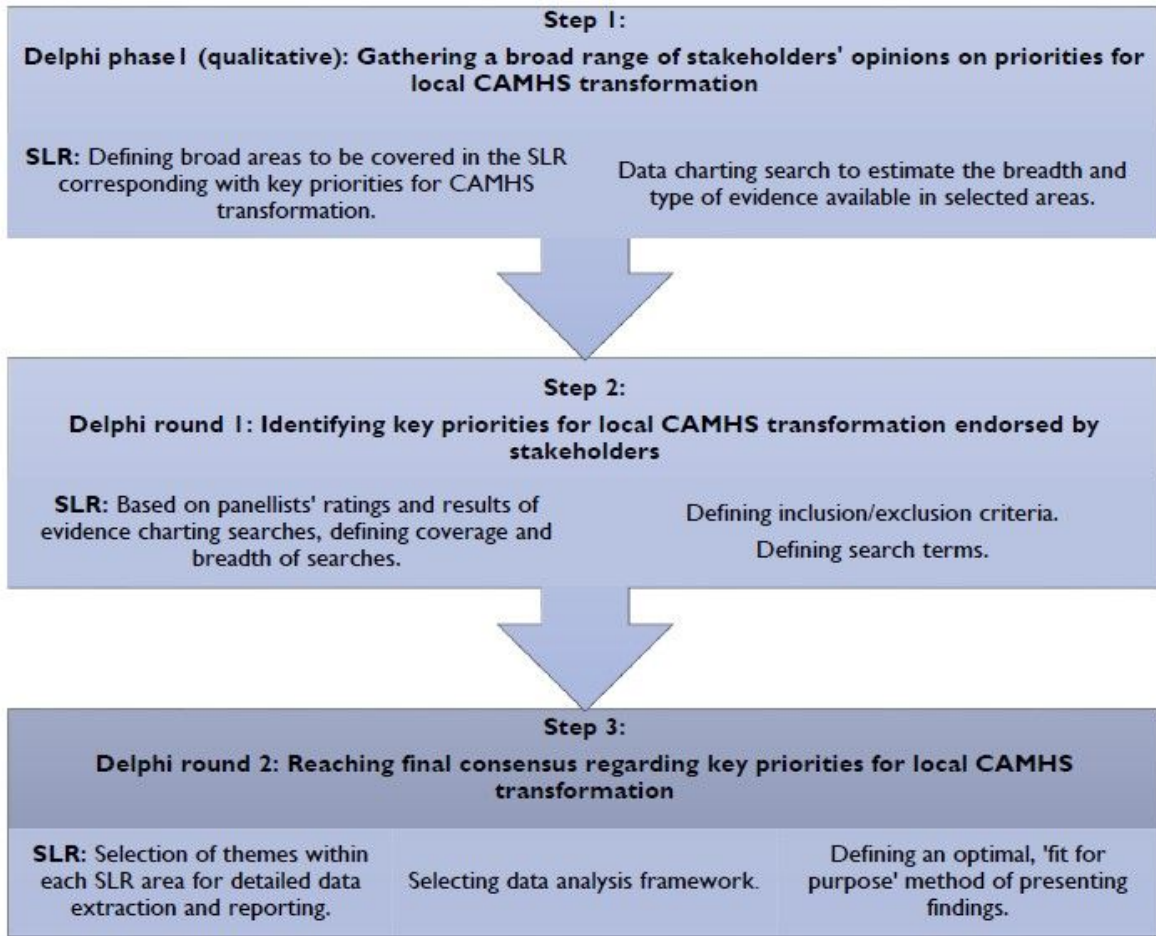 Step 1:
Delphi phase1 (qualitative): Gathering a broad range of stakeholders' opinions on priorities for
local CAMHS transformation
SLR: Defining broad areas to be covered in the SLR
corresponding with key priorities for CAMHS
transformation.
Data charting search to estimate the breadth and
type of evidence available in selected areas.
Step 2:
Delphi round 1: Identifying key priorities for local CAMHS transformation endorsed by
stakeholders
SLR: Based on panellists' ratings and results of
evidence charting searches, defining coverage and
breadth of searches.
Defining inclusion/exclusion criteria.
Defining search terms.
Step 3:
Delphi round 2: Reaching final consensus regarding key priorities for local CAMHS
transformation
SLR: Selection of themes within
each SLR area for detailed data
extraction and reporting.
Selecting data analysis framework.
Defining an optimal, 'fit for
purpose' method of presenting
findings.